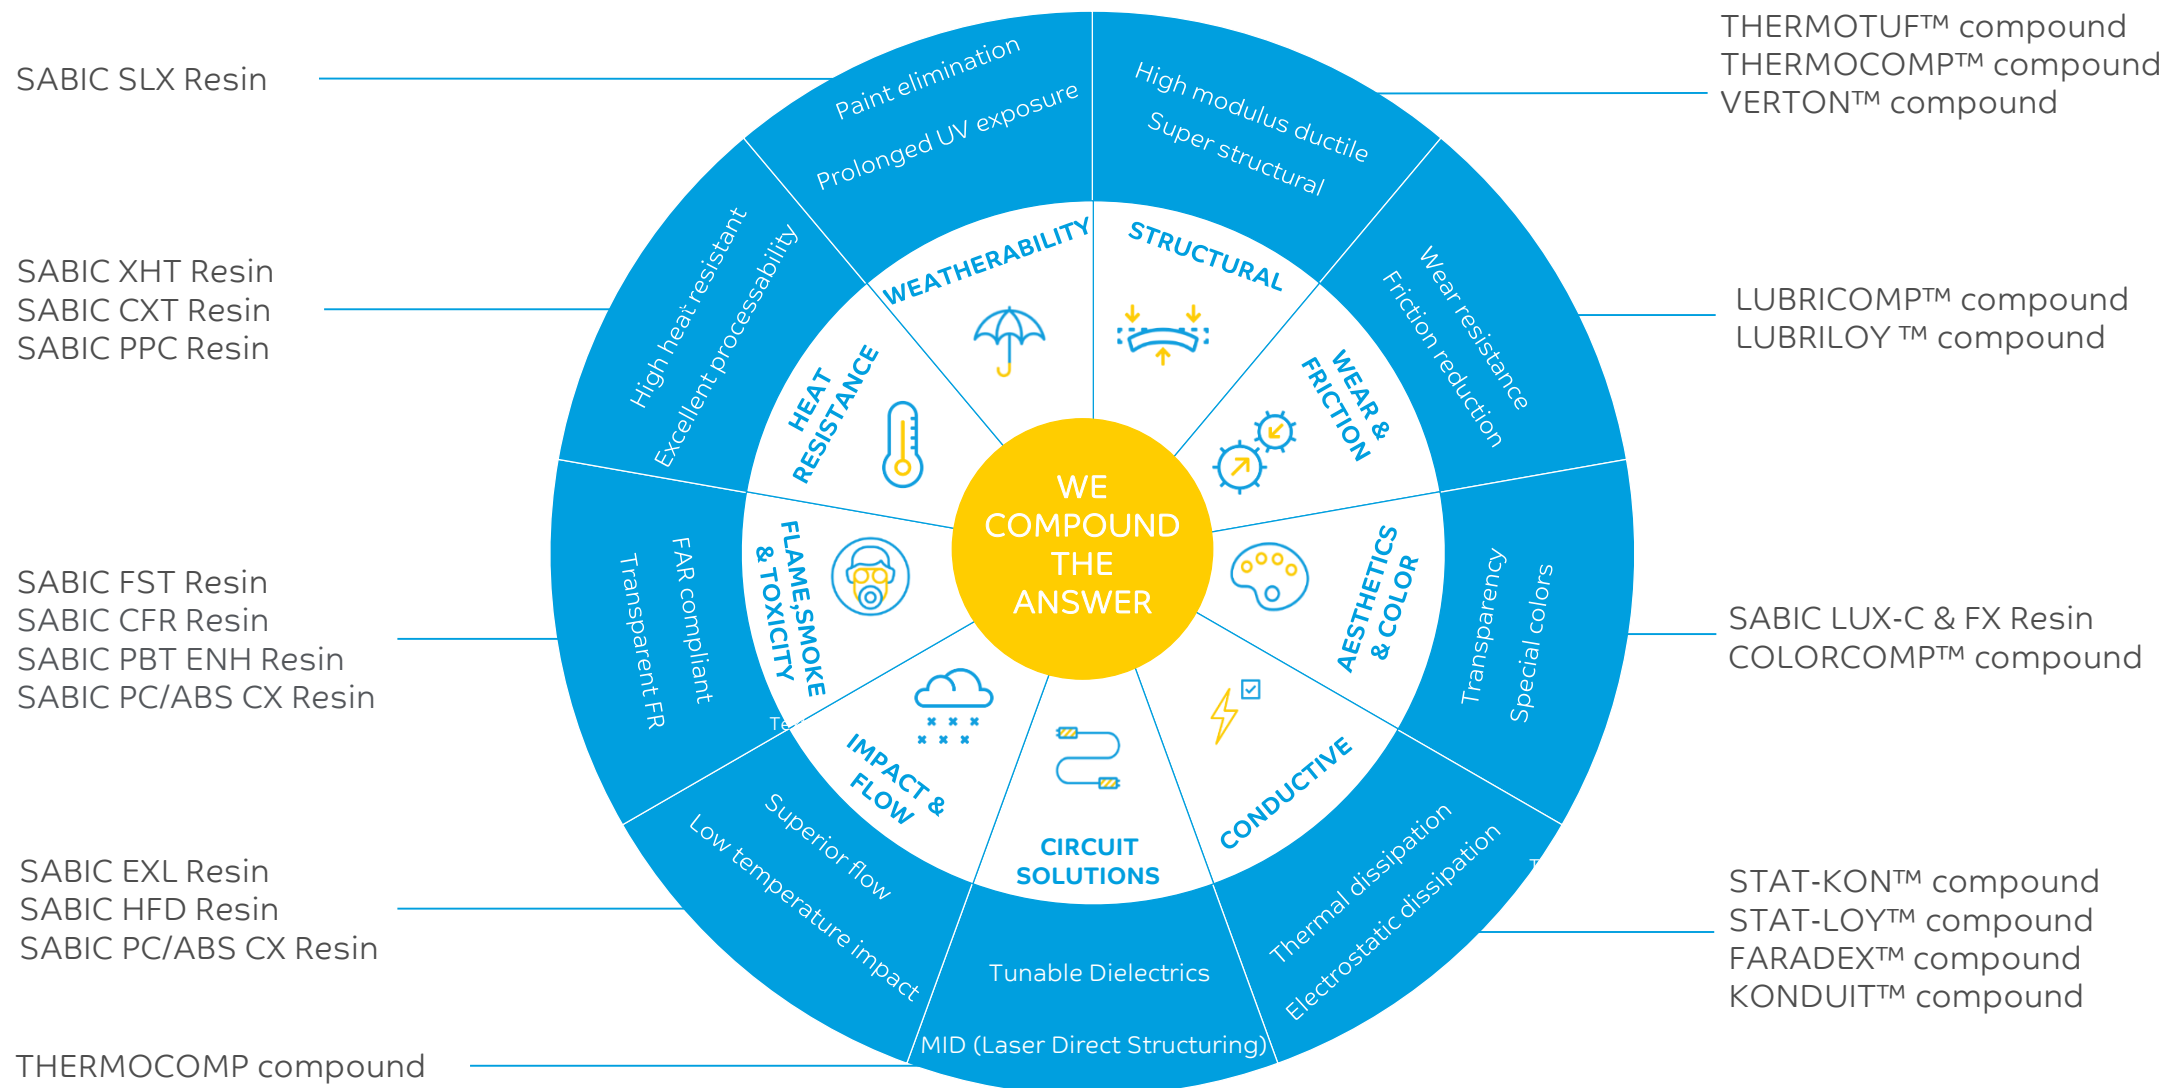 SABIC SLX Resin
SABIC XHT Resin
SABIC CXT Resin
SABIC PPC Resin
SABIC FST Resin
SABIC CFR Resin
SABIC PBT ENH Resin
SABIC PC/ABS CX Resin
SABIC EXL Resin
SABIC HFD Resin
SABIC PC/ABS CX Resin
THERMOCOMP compound
Paint elimination
Prolonged UV exposure
WEATHERABILITY
High modulus ductile
Super structural
STRUCTURAL
Wear resistance
Friction reduction
WEAR &
FRICTION
Transparency
Special colors
AESTHETICS
& COLOR
Thermal dissipation
Electrostatic dissipation
CONDUCTIVE
CIRCUIT
SOLUTIONS
Tunable Dielectrics
MID (Laser Direct Structuring)
IMPACT &
FLOW
Superior flow
Low temperature impact
FLAME,SMOKE
& TOXICITY
FAR compliant
Transparent FR
HEAT
RESISTANCE
High heat resistant
Excellent processability
WE
COMPOUND
THE
ANSWER
THERMOTUF™ compound
THERMOCOMP™ compound
VERTON™ compound
LUBRICOMP™ compound
LUBRILOY ™ compound
SABIC LUX-C & FX Resin
COLORCOMP™ compound
STAT-KON™ compound
STAT-LOY™ compound
FARADEX™ compound
KONDUIT™ compound